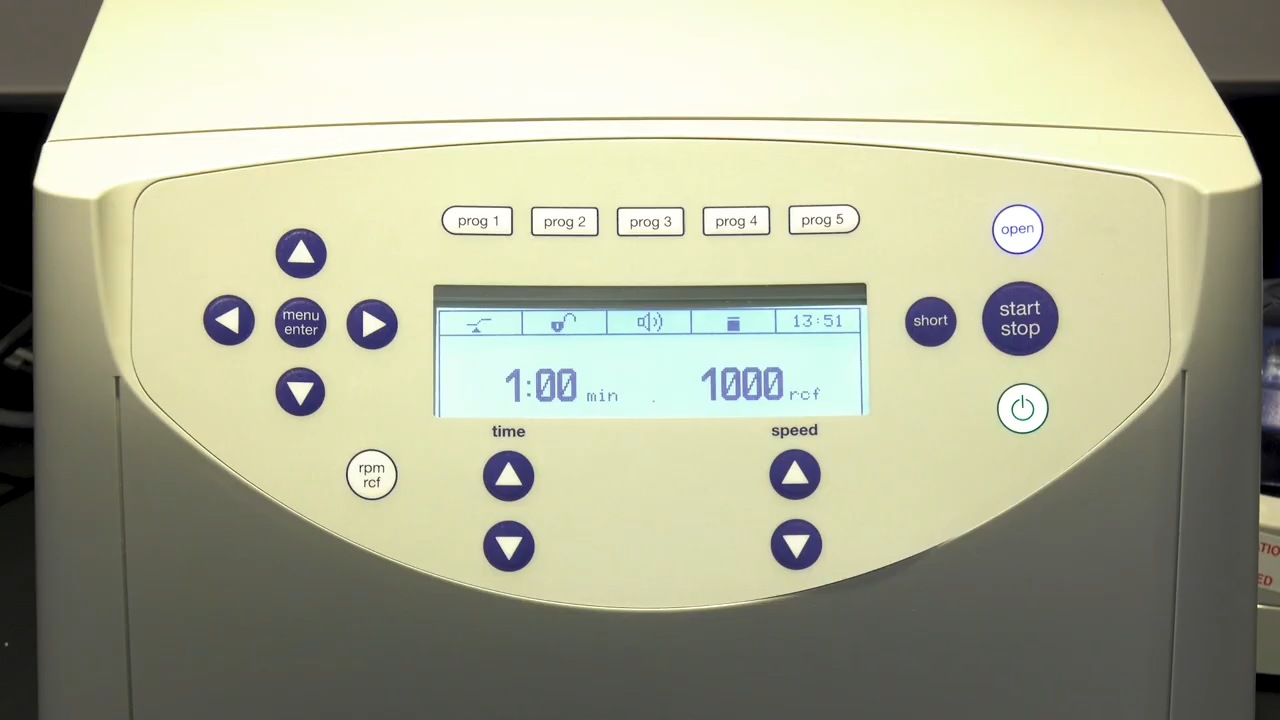 prog 1
prog 2
prog 3
prog 4
prog 5
open
menu
enter
13:51
short
start
stop
1:00 min
1000 rcf
time
speed
rpm
rcf
ED